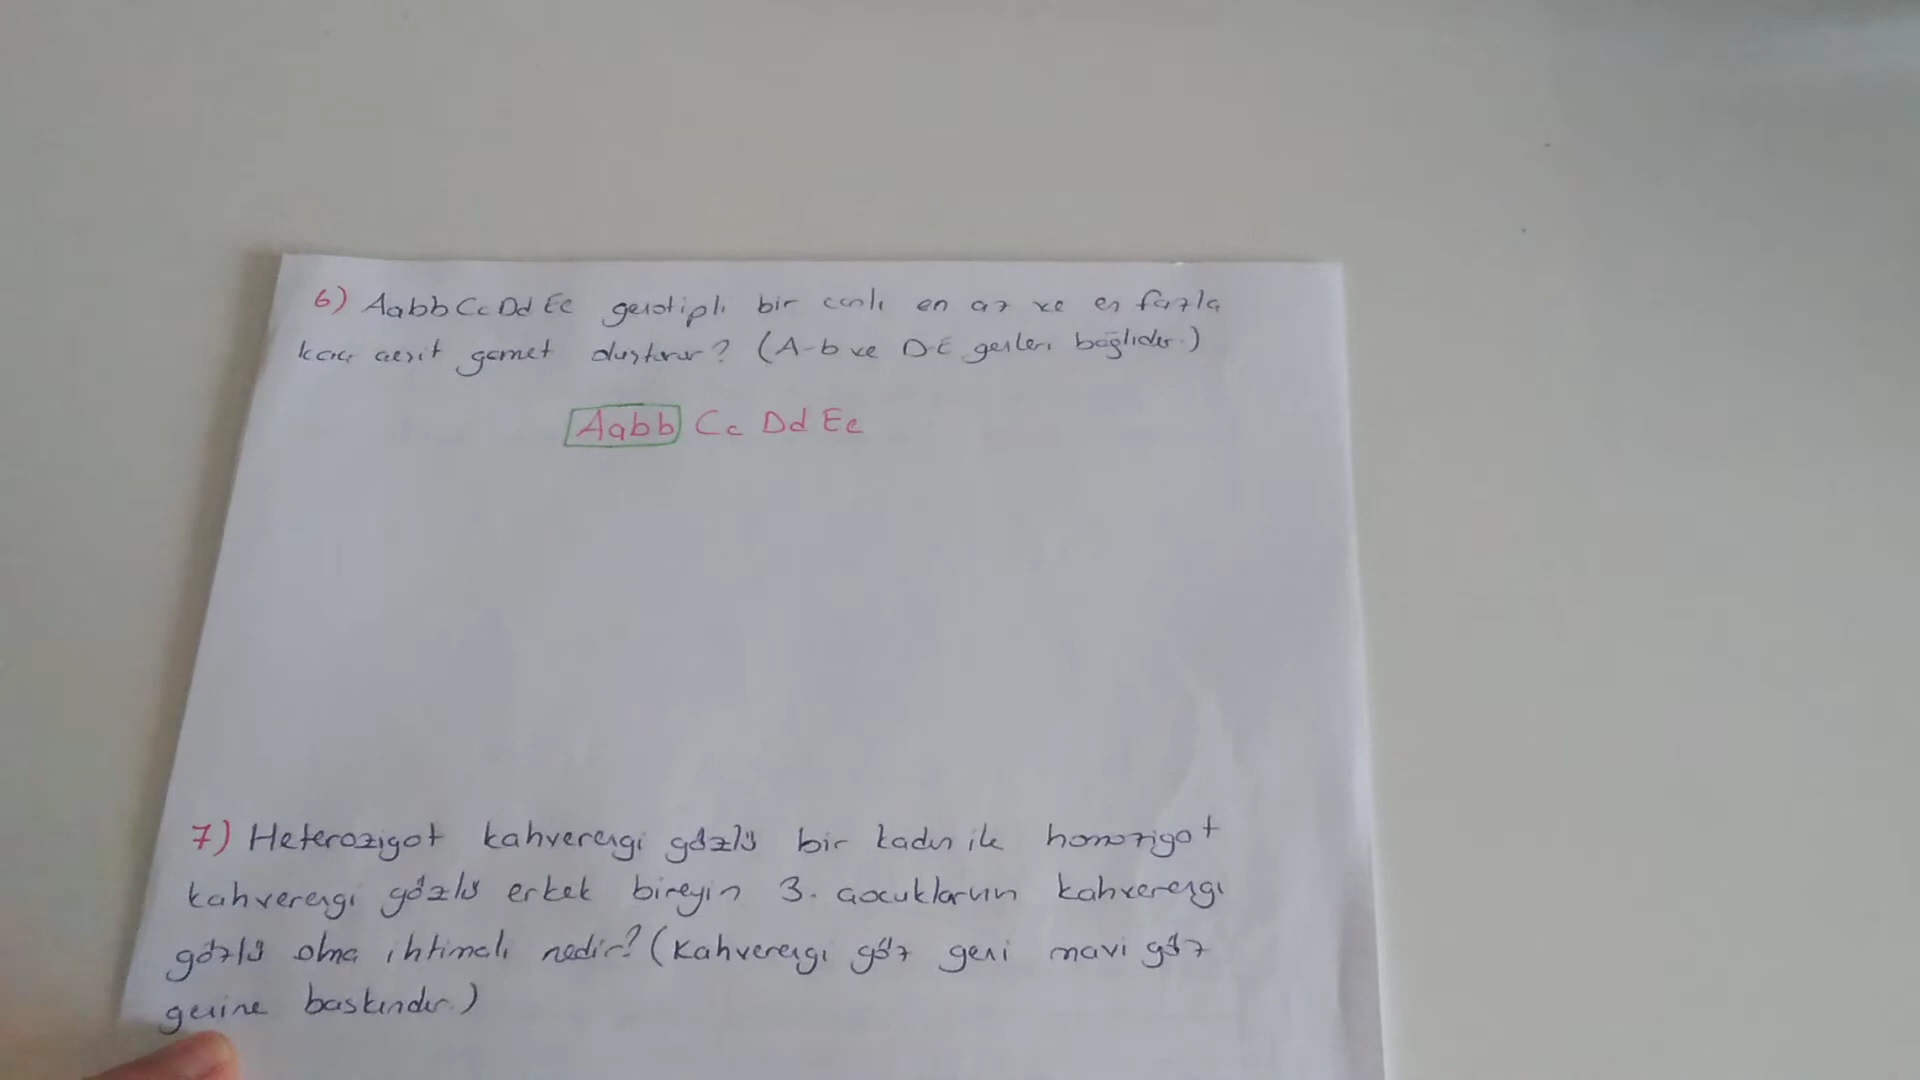 6) AabbCcDdEe genotipli bir canlı en az ve en fazla
kaç çeşit gamet oluşturur? (A-b ve D-E genleri bağlıdır.)
Aabb Cc Dd Ee
7) Heterozigot kahverengi gözlü bir kadın ile homozigot
kahverengi gözlü erkek bireyin 3. çocuklarının kahverengi
gözlü olma ihtimali nedir? (Kahverengi göz geni mavi göz
genine baskındır.)